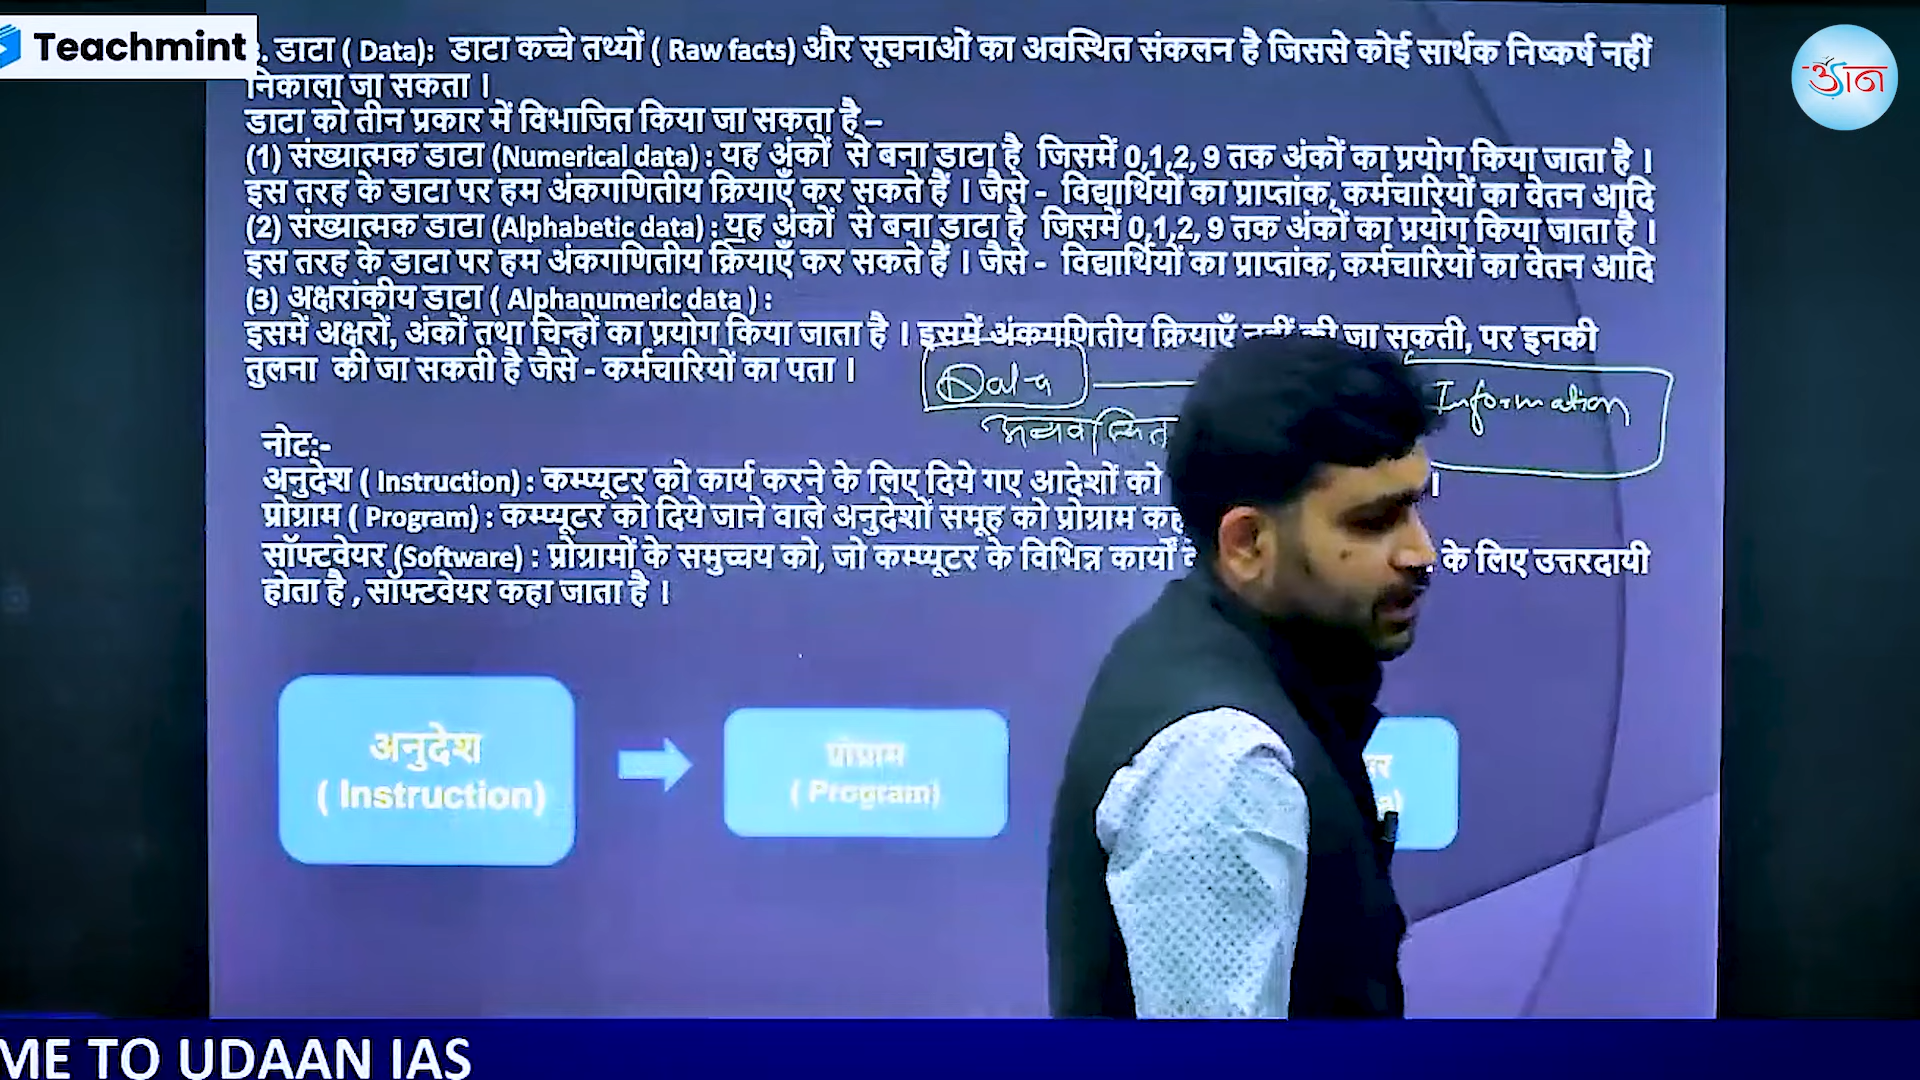 Teachmint
. डाटा ( Data): डाटा कच्चे तथ्यों ( Raw facts) और सूचनाओं का अवस्थित संकलन है जिससे कोई सार्थक निष्कर्ष नहीं
निकाला जा सकता ।
डाटा को तीन प्रकार में विभाजित किया जा सकता है –
(1) संख्यात्मक डाटा (Numerical data) : यह अंकों से बना डाटा है जिसमें 0,1,2, 9 तक अंकों का प्रयोग किया जाता है ।
इस तरह के डाटा पर हम अंकगणितीय क्रियाएँ कर सकते हैं । जैसे - विद्यार्थियों का प्राप्तांक, कर्मचारियों का वेतन आदि
(2) संख्यात्मक डाटा (Alphabetic data) : यह अंकों से बना डाटा है जिसमें 0,1,2, 9 तक अंकों का प्रयोग किया जाता है ।
इस तरह के डाटा पर हम अंकगणितीय क्रियाएँ कर सकते हैं । जैसे - विद्यार्थियों का प्राप्तांक, कर्मचारियों का वेतन आदि
(3) अक्षरांकीय डाटा ( Alphanumeric data ) :
इसमें अक्षरों, अंकों तथा चिन्हों का प्रयोग किया जाता है । इसमें अंकगणितीय क्रियाएँ नहीं की जा सकती, पर इनकी
तुलना की जा सकती है जैसे - कर्मचारियों का पता ।
Data Information
अव्यवस्थित
नोट:-
अनुदेश ( Instruction) : कम्प्यूटर को कार्य करने के लिए दिये गए आदेशों को ।
प्रोग्राम ( Program) : कम्प्यूटर को दिये जाने वाले अनुदेशों समूह को प्रोग्राम
सॉफ्टवेयर (Software) : प्रोग्रामों के समुच्चय को, जो कम्प्यूटर के विभिन्न कार्यों के लिए उत्तरदायी
होता है , सॉफ्टवेयर कहा जाता है ।
अनुदेश
( Instruction)
प्रोग्राम
( Program)
ME TO UDAAN IAS